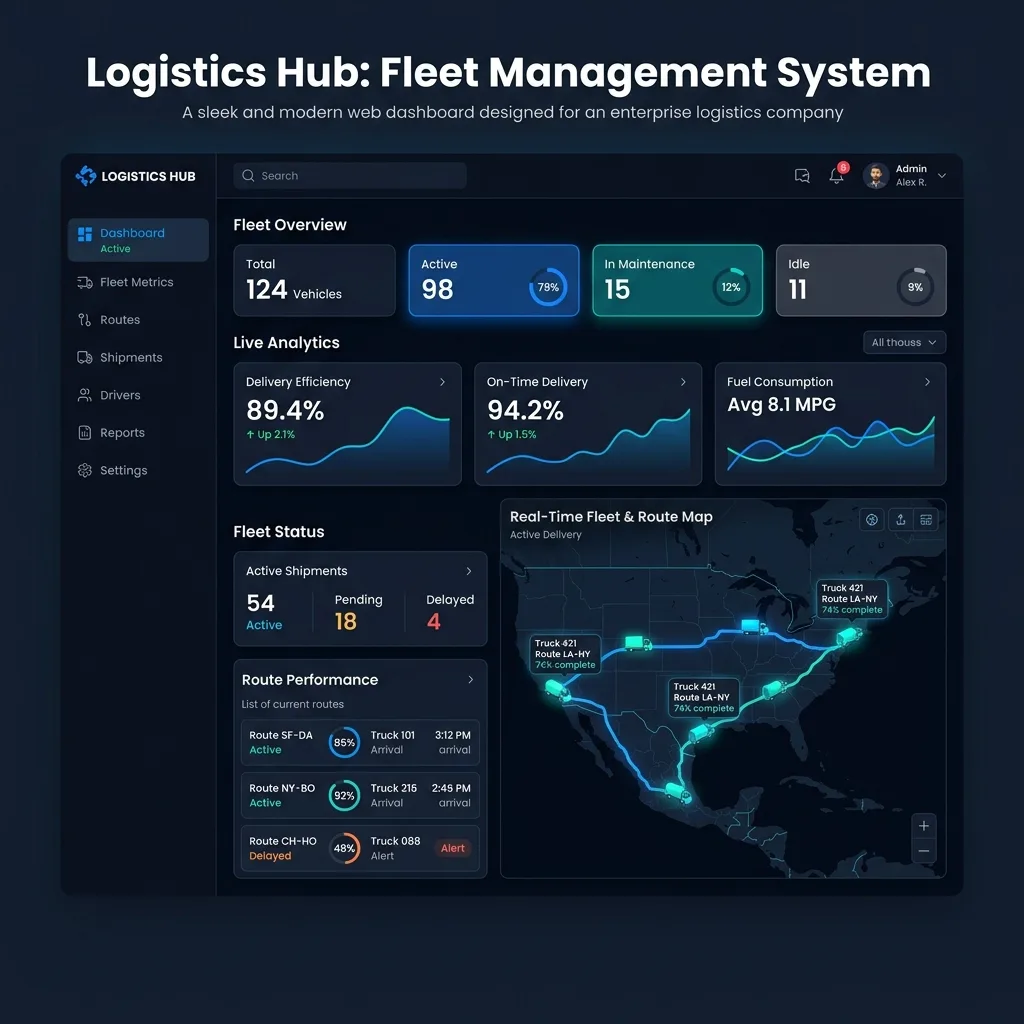 Logistics Hub: Fleet Management System
A sleek and modern web dashboard designed for an enterprise logistics company
LOGISTICS HUB
Search
6
Admin
Alex R.
Dashboard
Active
Fleet Metrics
Routes
Shipments
Drivers
Reports
Settings
Fleet Overview
Total
124 Vehicles
Active
98
78%
In Maintenance
15
12%
Idle
11
9%
Live Analytics
All thouss
Delivery Efficiency
89.4%
↑ Up 2.1%
On-Time Delivery
94.2%
↑ Up 1.5%
Fuel Consumption
Avg 8.1 MPG
Fleet Status
Active Shipments
54
Active
Pending
18
Delayed
4
Route Performance
List of current routes
Route SF-DA
Active
85%
Truck 101
Arrival
3:12 PM
arrival
Route NY-BO
Active
92%
Truck 215
Arrival
2:45 PM
arrival
Route CH-HO
Delayed
48%
Truck 088
Alert
Alert
Real-Time Fleet & Route Map
Active Delivery
Truck 421
Route LA-NY
74% complete
Truck 421
Route LA-HY
complete
Truck 421
Route LA-NY
complete
+
−